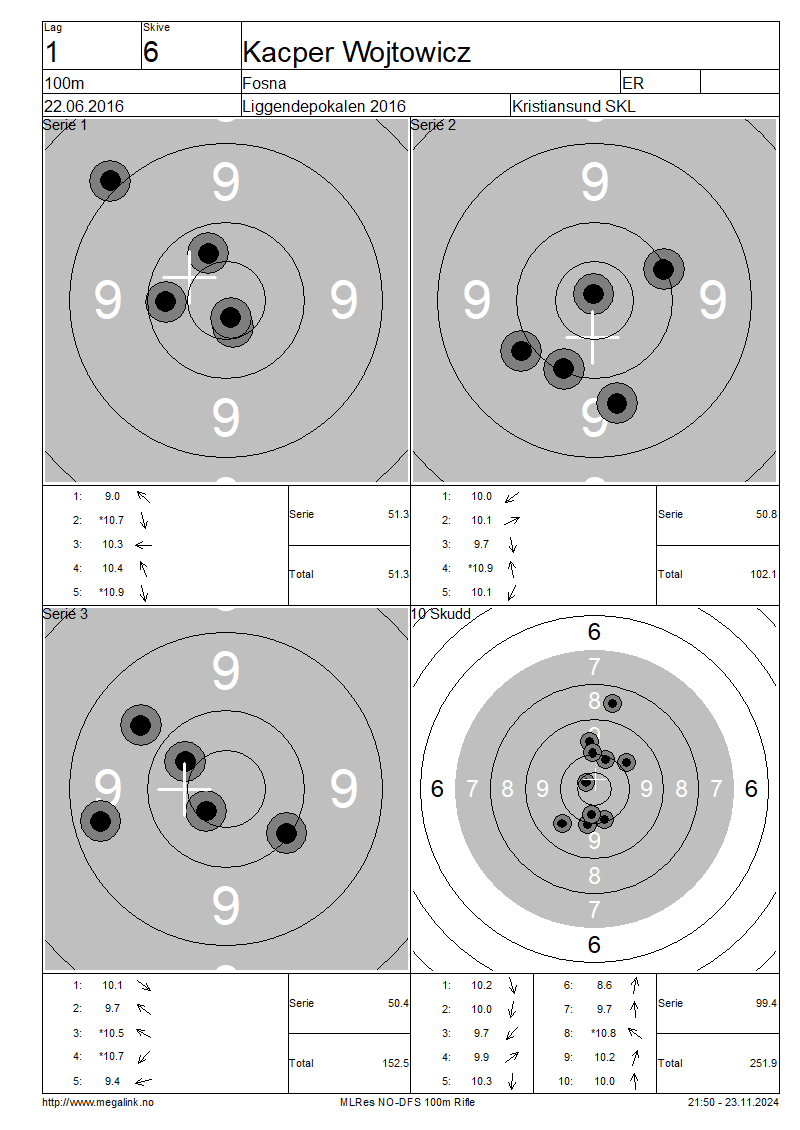 Lag Skive
1 6 Kacper Wojtowicz
100m Fosna ER
22.06.2016 Liggendepokalen 2016 Kristiansund SKL
Serie 1
9
9 9
9
Serie 2
9
9 9
9
1: 9.0
2: *10.7
3: 10.3
4: 10.4
5: *10.9
Serie 51.3
Total 51.3
1: 10.0
2: 10.1
3: 9.7
4: *10.9
5: 10.1
Serie 50.8
Total 102.1
Serie 3
9
9 9
9
10 Skudd
6
7
8
9
6 7 8 9 9 8 7 6
9
8
7
6
1: 10.1
2: 9.7
3: *10.5
4: *10.7
5: 9.4
Serie 50.4
Total 152.5
1: 10.2
2: 10.0
3: 9.7
4: 9.9
5: 10.3
6: 8.6
7: 9.7
8: *10.8
9: 10.2
10: 10.0
Serie 99.4
Total 251.9
http://www.megalink.no MLRes NO-DFS 100m Rifle 21:50 - 23.11.2024